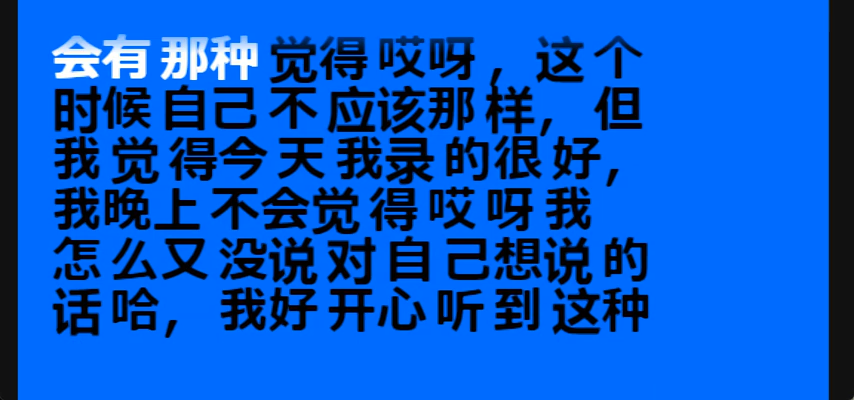 会有那种觉得哎呀，这个
时候自己不应该那样，但
我觉得今天我录的很好，
我晚上不会觉得哎呀我
怎么又没说对自己想说的
话哈，我好开心听到这种